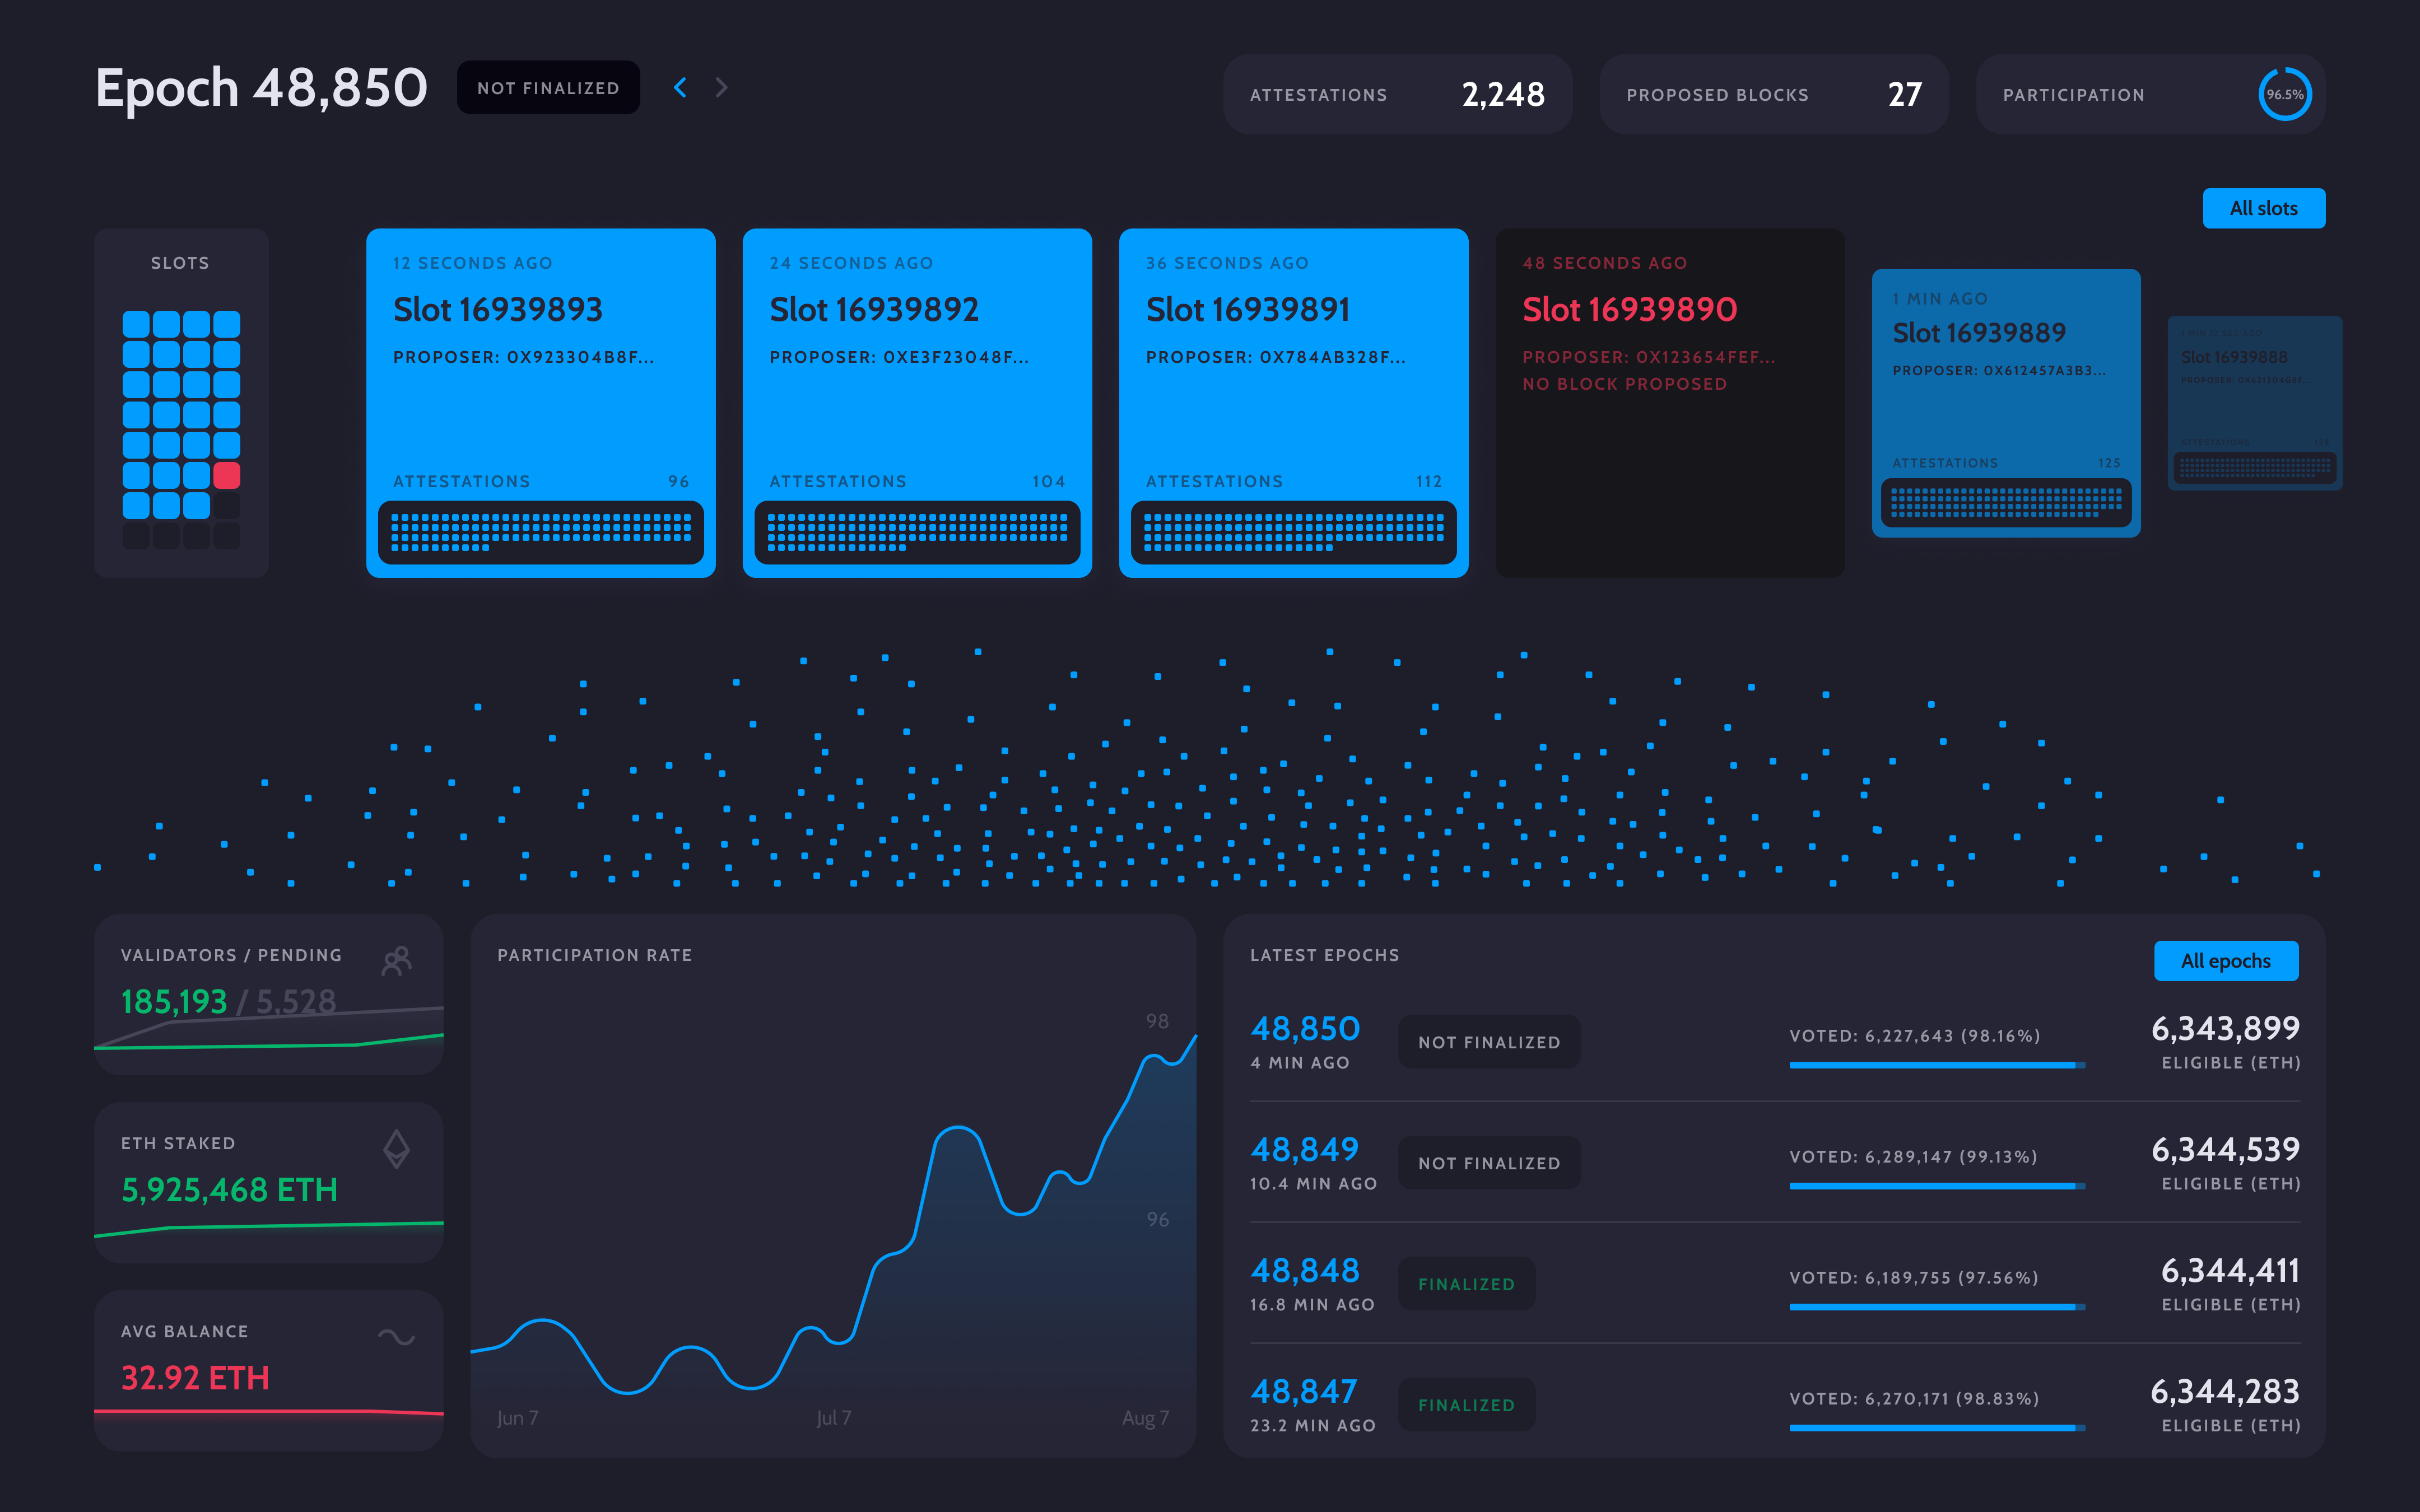 Epoch 48,850
NOT FINALIZED
ATTESTATIONS 2,248
PROPOSED BLOCKS 27
PARTICIPATION 96.5%
All slots
SLOTS
12 SECONDS AGO
Slot 16939893
PROPOSER: 0X923304B8F...
ATTESTATIONS 96
24 SECONDS AGO
Slot 16939892
PROPOSER: 0XE3F23048F...
ATTESTATIONS 104
36 SECONDS AGO
Slot 16939891
PROPOSER: 0X784AB328F...
ATTESTATIONS 112
48 SECONDS AGO
Slot 16939890
PROPOSER: 0X123654FEF...
NO BLOCK PROPOSED
1 MIN AGO
Slot 16939889
PROPOSER: 0X612457A3B3...
ATTESTATIONS 125
Slot 16939888
ATTESTATIONS
VALIDATORS / PENDING
185,193 / 5,528
ETH STAKED
5,925,468 ETH
AVG BALANCE
32.92 ETH
PARTICIPATION RATE
98
96
Jun 7
Jul 7
Aug 7
LATEST EPOCHS
All epochs
48,850
4 MIN AGO
NOT FINALIZED
VOTED: 6,227,643 (98.16%)
6,343,899
ELIGIBLE (ETH)
48,849
10.4 MIN AGO
NOT FINALIZED
VOTED: 6,289,147 (99.13%)
6,344,539
ELIGIBLE (ETH)
48,848
16.8 MIN AGO
FINALIZED
VOTED: 6,189,755 (97.56%)
6,344,411
ELIGIBLE (ETH)
48,847
23.2 MIN AGO
FINALIZED
VOTED: 6,270,171 (98.83%)
6,344,283
ELIGIBLE (ETH)